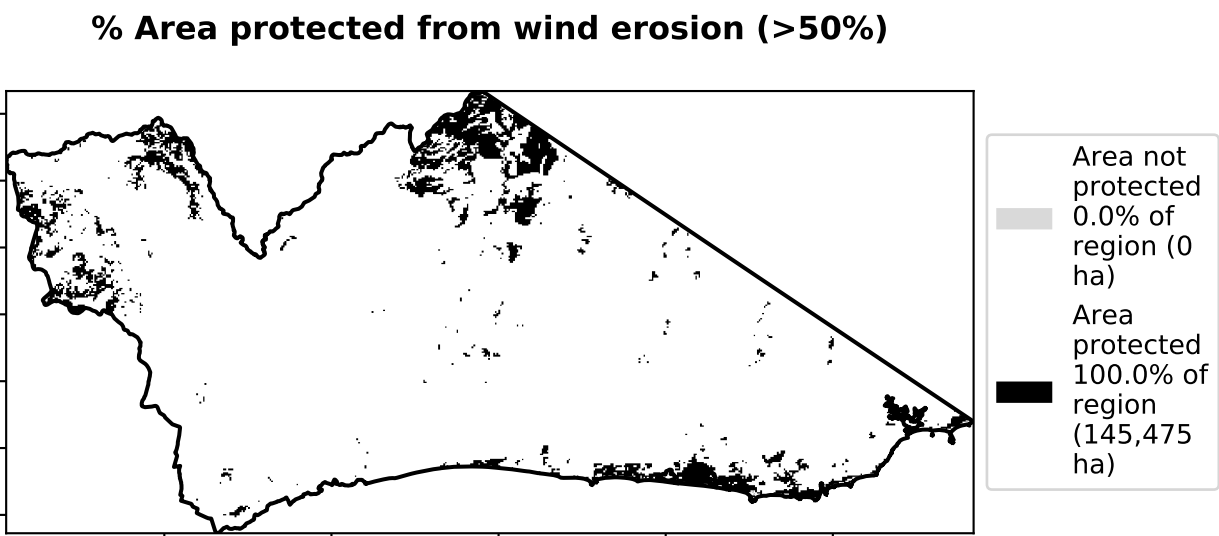 % Area protected from wind erosion (>50%)
Area not
protected
0.0% of
region (0
ha)
Area
protected
100.0% of
region
(145,475
ha)